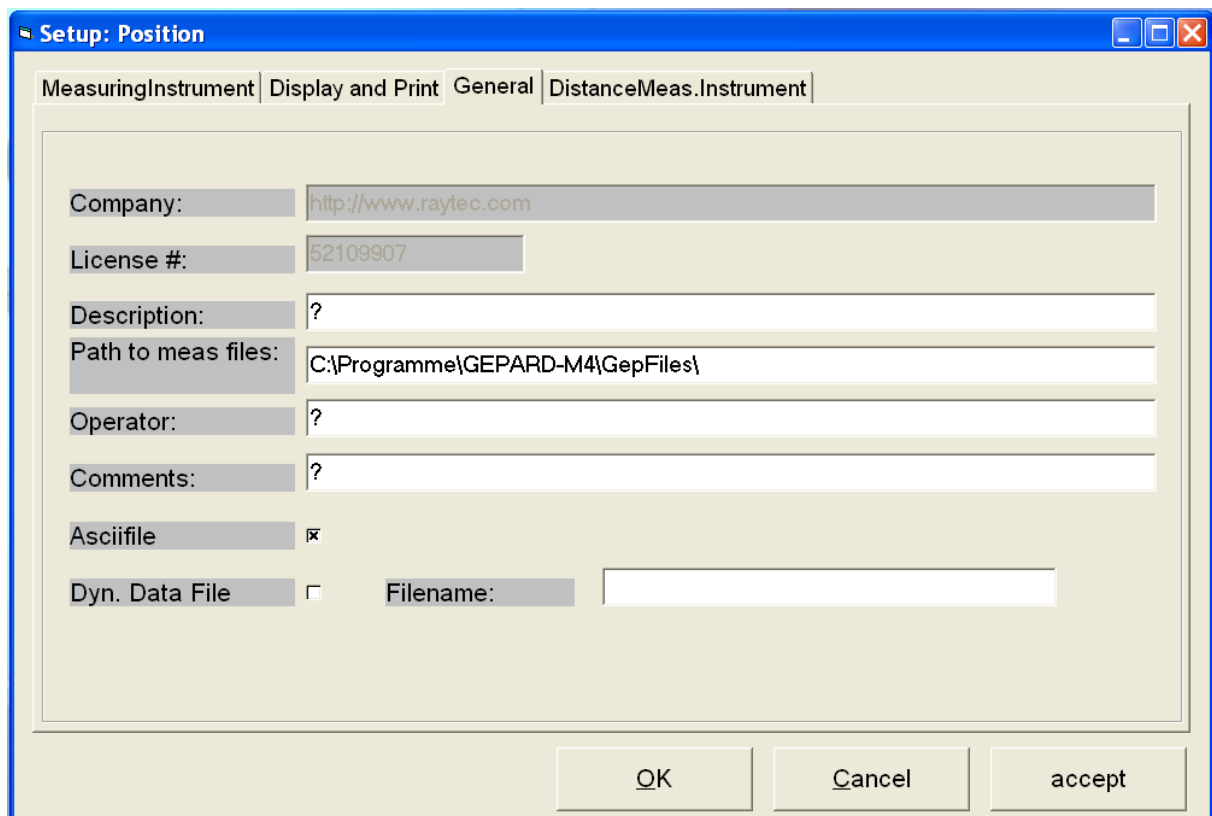 Setup: Position
MeasuringInstrument Display and Print General DistanceMeas.Instrument
Company: http://www.raytec.com
License #: 52109907
Description: ?
Path to meas files: C:\Programme\GEPARD-M4\GepFiles\
Operator: ?
Comments: ?
Asciifile
Dyn. Data File Filename:
OK Cancel accept